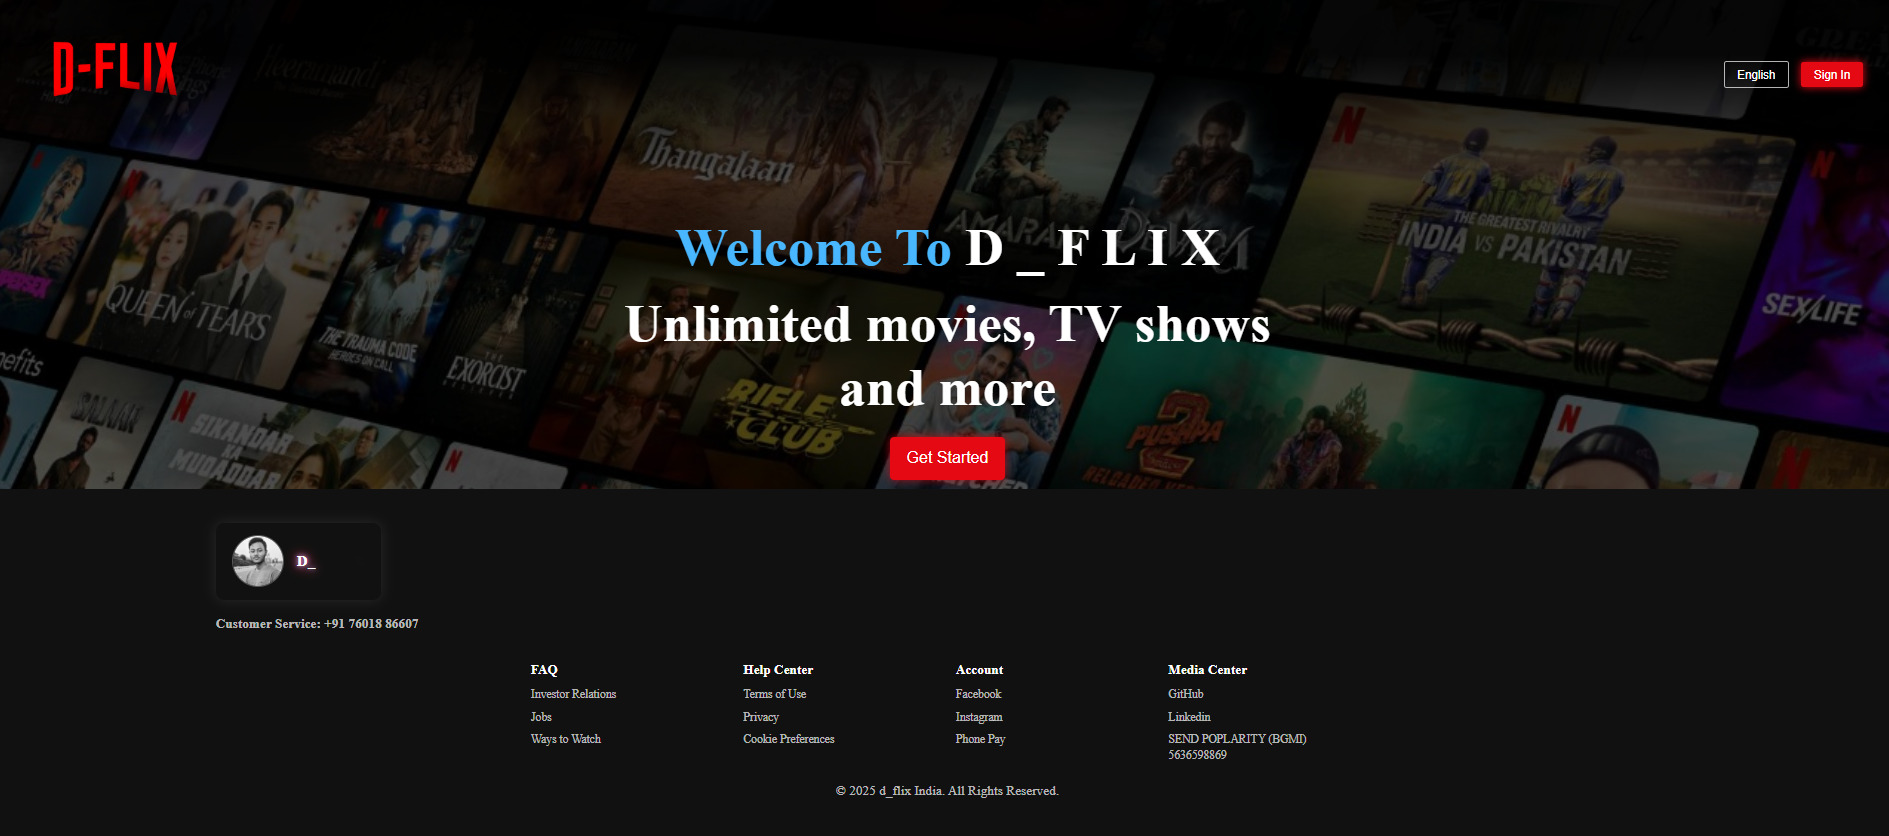 D-FLIX
English
Sign In
Heeramandi
Thangalaan
AMARAN
THE GREATEST RIVALRY
INDIA VS PAKISTAN
Welcome To D _ F L I X
QUEEN of TEARS
SEX/LIFE
Unlimited movies, TV shows
and more
THE TRAUMA CODE
HEROES ON CALL
THE
EXORCIST
RIFLE
CLUB
PUSHPA
2
SIKANDAR
KA
MUQADDAR
Get Started
D_
Customer Service: +91 76018 86607
FAQ
Investor Relations
Jobs
Ways to Watch
Help Center
Terms of Use
Privacy
Cookie Preferences
Account
Facebook
Instagram
Phone Pay
Media Center
GitHub
Linkedin
SEND POPLARITY (BGMI)
5636598869
© 2025 d_flix India. All Rights Reserved.